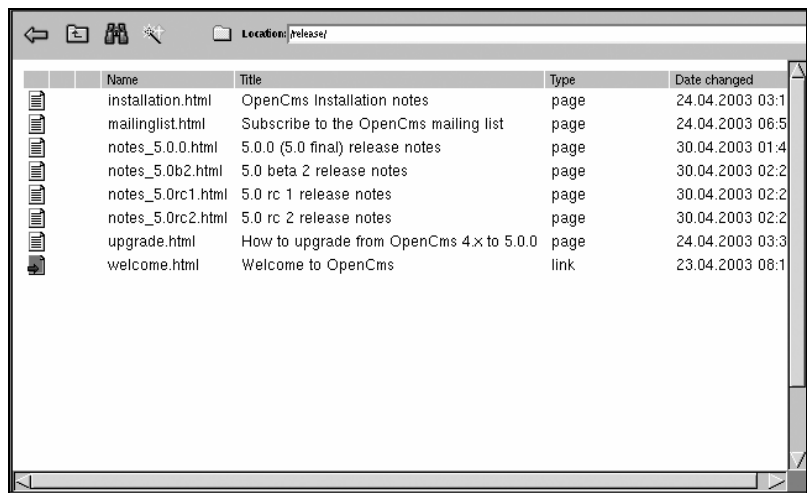 Location: /release/
Name Title Type Date changed
installation.html OpenCms Installation notes page 24.04.2003 03:1
mailinglist.html Subscribe to the OpenCms mailing list page 24.04.2003 06:5
notes_5.0.0.html 5.0.0 (5.0 final) release notes page 30.04.2003 01:4
notes_5.0b2.html 5.0 beta 2 release notes page 30.04.2003 02:2
notes_5.0rc1.html 5.0 rc 1 release notes page 30.04.2003 02:2
notes_5.0rc2.html 5.0 rc 2 release notes page 30.04.2003 02:2
upgrade.html How to upgrade from OpenCms 4.x to 5.0.0 page 24.04.2003 03:3
welcome.html Welcome to OpenCms link 23.04.2003 08:1